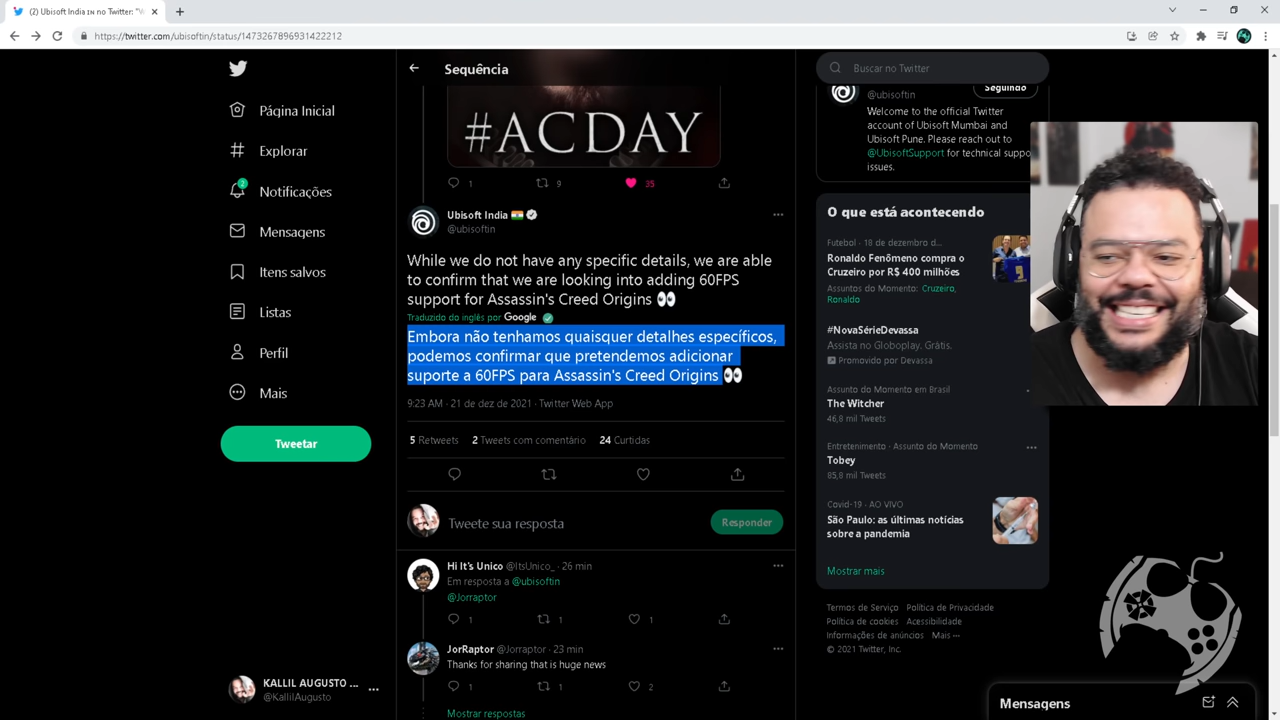 (2) Ubisoft India IN no Twitter: "W
https://twitter.com/ubisoftin/status/1473267896931422212
Página Inicial
Explorar
2
Notificações
Mensagens
Itens salvos
Listas
Perfil
Mais
Tweetar
KALLIL AUGUSTO ...
@KallilAugusto
Sequência
#ACDAY
1
9
35
Ubisoft India
@ubisoftin
While we do not have any specific details, we are able
to confirm that we are looking into adding 60FPS
support for Assassin's Creed Origins 👀
Traduzido do inglês por Google
Embora não tenhamos quaisquer detalhes específicos,
podemos confirmar que pretendemos adicionar
suporte a 60FPS para Assassin's Creed Origins 👀
9:23 AM · 21 de dez de 2021 · Twitter Web App
5 Retweets 2 Tweets com comentário 24 Curtidas
Tweete sua resposta
Responder
Hi It's Unico @ItsUnico_ · 26 min
Em resposta a @ubisoftin
@Jorraptor
1
1
1
JorRaptor @Jorraptor · 23 min
Thanks for sharing that is huge news
1
1
2
Mostrar respostas
Buscar no Twitter
Seguindo
@ubisoftin
Welcome to the official Twitter
account of Ubisoft Mumbai and
Ubisoft Pune. Please reach out to
@UbisoftSupport for technical suppo
issues.
O que está acontecendo
Futebol · 18 de dezembro d...
Ronaldo Fenômeno compra o
Cruzeiro por R$ 400 milhões
Assuntos do Momento: Cruzeiro,
Ronaldo
#NovaSérieDevassa
Assista no Globoplay. Grátis.
Promovido por Devassa
Assunto do Momento em Brasil
The Witcher
46,8 mil Tweets
Entretenimento · Assunto do Momento
Tobey
85,8 mil Tweets
Covid-19 · AO VIVO
São Paulo: as últimas notícias
sobre a pandemia
Mostrar mais
Termos de Serviço Política de Privacidade
Política de cookies Acessibilidade
Informações de anúncios Mais ...
© 2021 Twitter, Inc.
Mensagens